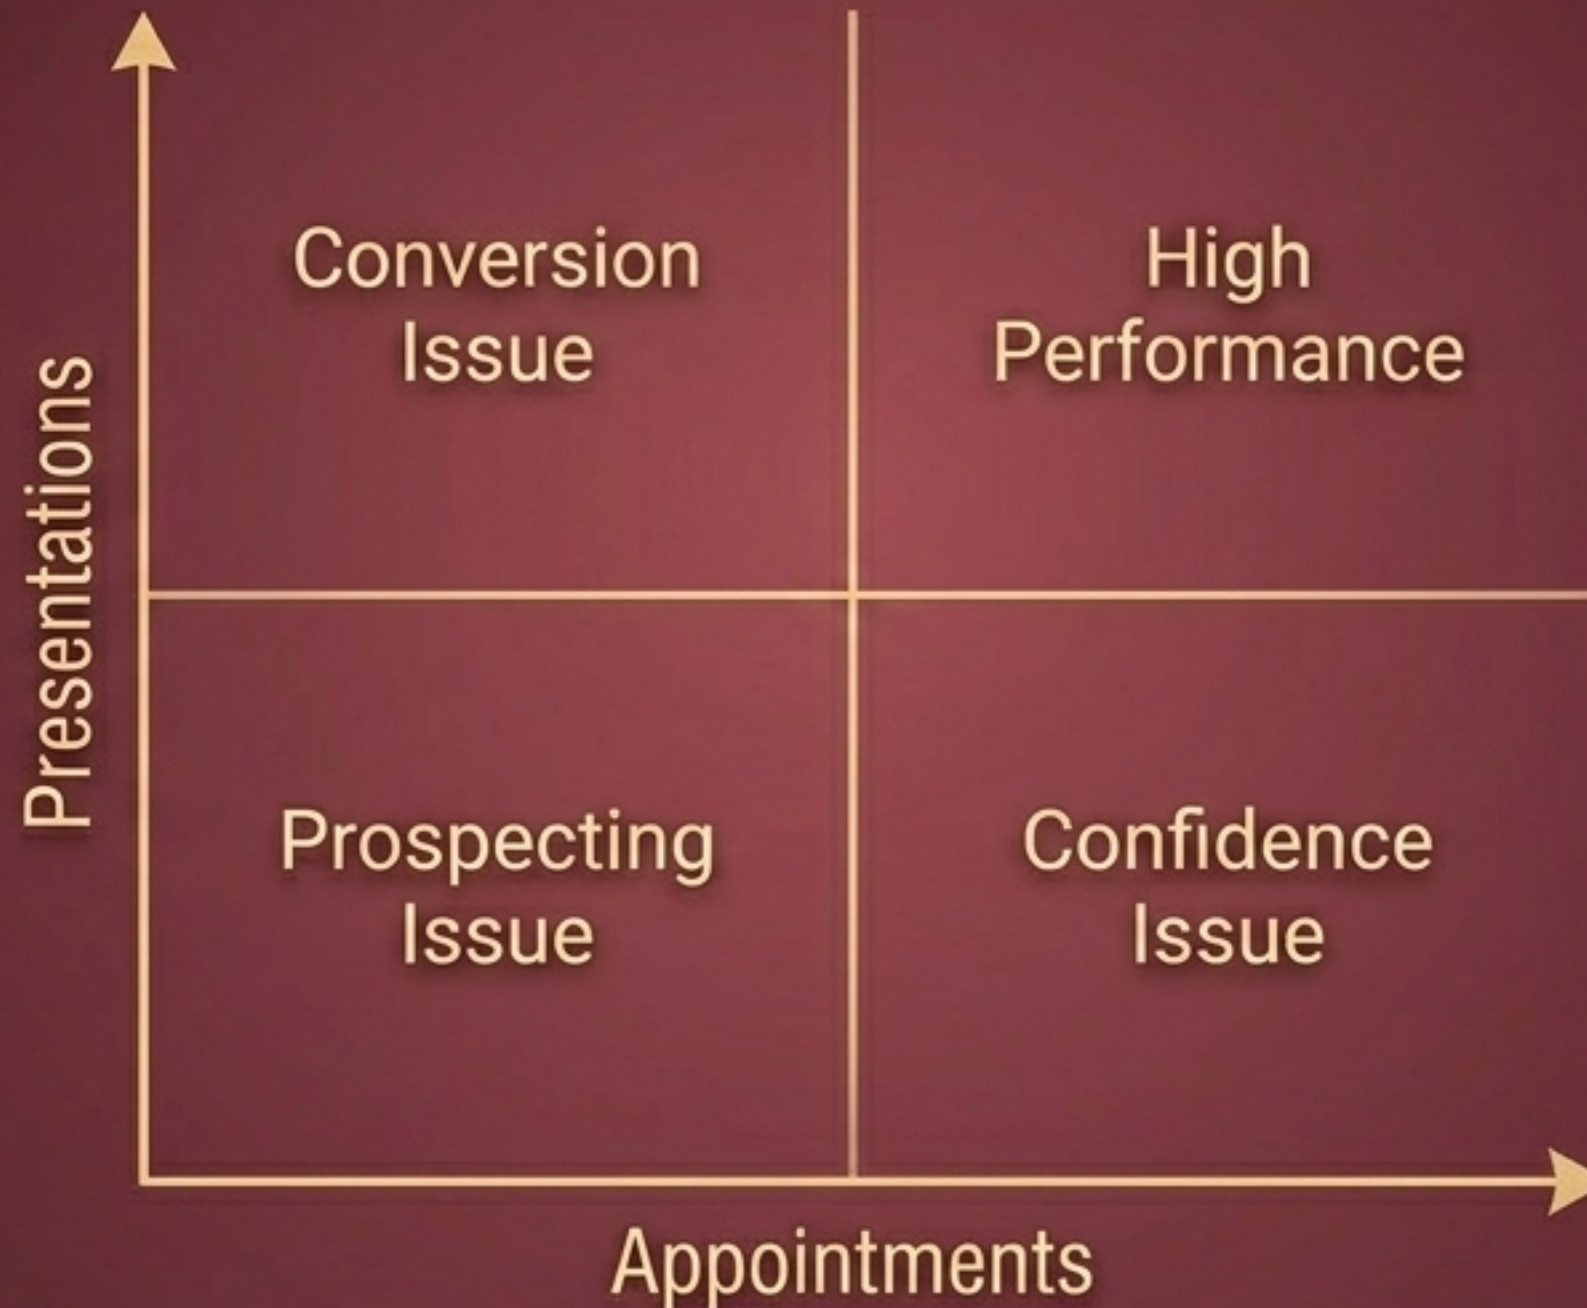 Conversion
Issue
High
Performance
Presentations
Prospecting
Issue
Confidence
Issue
Appointments